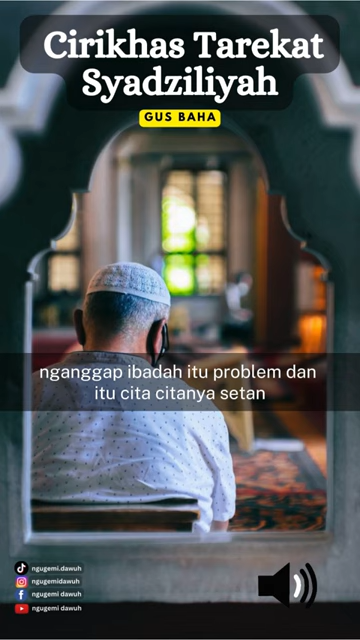 Cirikhas Tarekat
Syadziliyah
GUS BAHA
nganggap ibadah itu problem dan
itu cita citanya setan
ngugemi.dawuh
ngugemidawuh
ngugemi dawuh
ngugemi dawuh